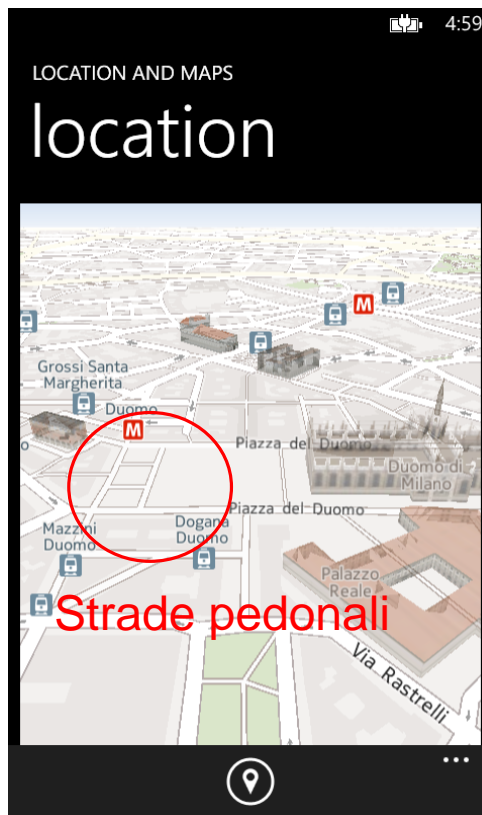 4:59
LOCATION AND MAPS
location
M
Grossi Santa
Margherita
Duomo
M
Piazza del Duomo
Duomo di
Milano
Piazza del Duomo
Mazzini
Duomo
Dogana
Duomo
Palazzo
Reale
Strade pedonali
Via Rastrelli